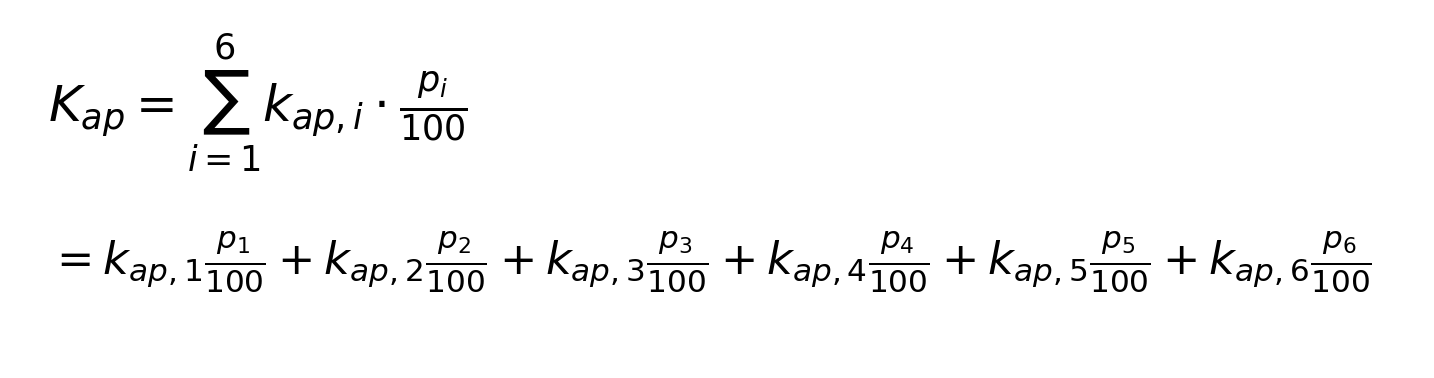 K_{ap} = \sum_{i=1}^{6} k_{ap,i} \cdot \frac{p_i}{100}
= k_{ap,1} \frac{p_1}{100} + k_{ap,2} \frac{p_2}{100} + k_{ap,3} \frac{p_3}{100} + k_{ap,4} \frac{p_4}{100} + k_{ap,5} \frac{p_5}{100} + k_{ap,6} \frac{p_6}{100}